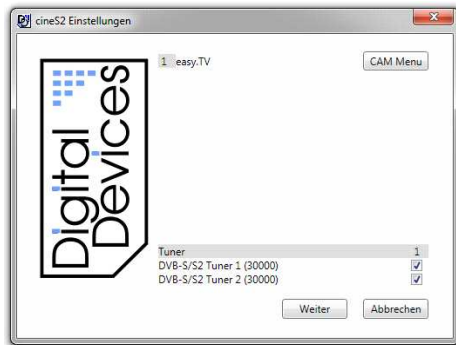 cineS2 Einstellungen
1 easy.TV
CAM Menu
Digital
Devices
Tuner 1
DVB-S/S2 Tuner 1 (30000)
DVB-S/S2 Tuner 2 (30000)
Weiter
Abbrechen